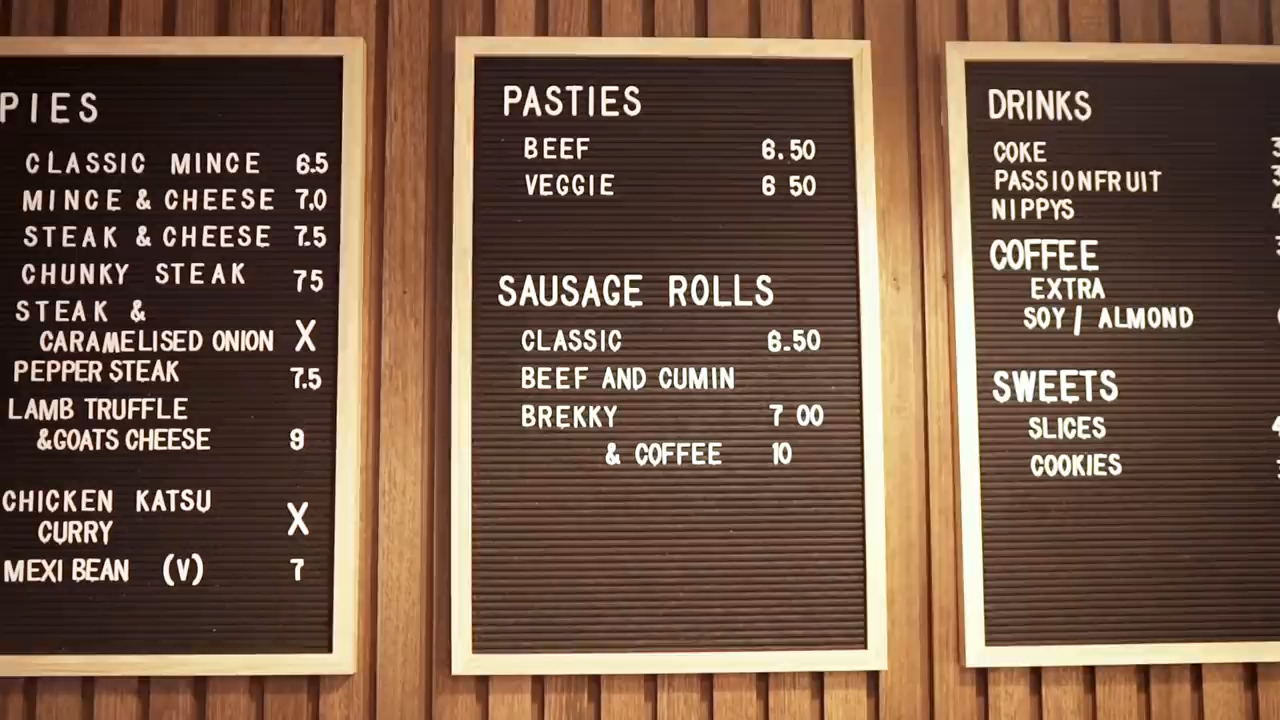 PIES
CLASSIC MINCE 6.5
MINCE & CHEESE 7.0
STEAK & CHEESE 7.5
CHUNKY STEAK 75
STEAK &
CARAMELISED ONION X
PEPPER STEAK 7.5
LAMB TRUFFLE
&GOATS CHEESE 9
CHICKEN KATSU
CURRY X
MEXI BEAN (V) 7
PASTIES
BEEF 6.50
VEGGIE 6 50
SAUSAGE ROLLS
CLASSIC 6.50
BEEF AND CUMIN
BREKKY 7 00
& COFFEE 10
DRINKS
COKE
PASSIONFRUIT
NIPPYS
COFFEE
EXTRA
SOY / ALMOND
SWEETS
SLICES
COOKIES